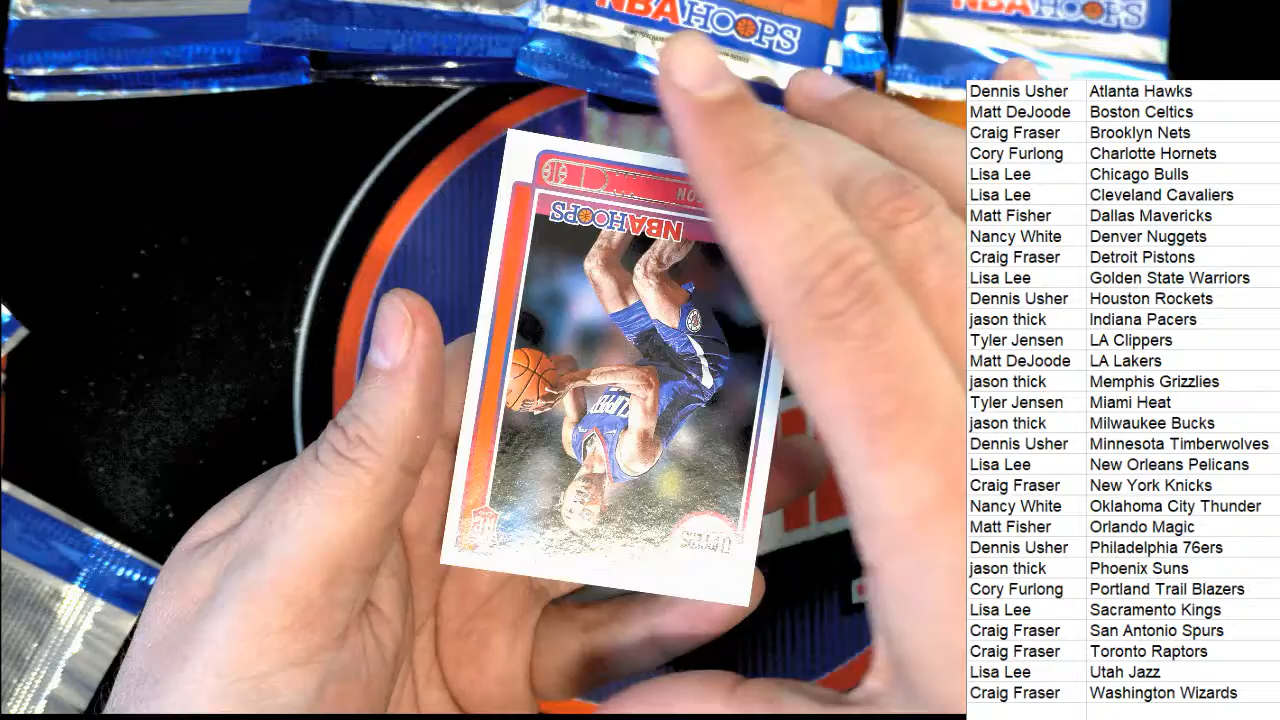 NBA HOOPS
NBA HOOPS
NBA HOOPS
CLIPPERS
Dennis Usher Atlanta Hawks
Matt DeJoode Boston Celtics
Craig Fraser Brooklyn Nets
Cory Furlong Charlotte Hornets
Lisa Lee Chicago Bulls
Lisa Lee Cleveland Cavaliers
Matt Fisher Dallas Mavericks
Nancy White Denver Nuggets
Craig Fraser Detroit Pistons
Lisa Lee Golden State Warriors
Dennis Usher Houston Rockets
jason thick Indiana Pacers
Tyler Jensen LA Clippers
Matt DeJoode LA Lakers
jason thick Memphis Grizzlies
Tyler Jensen Miami Heat
jason thick Milwaukee Bucks
Dennis Usher Minnesota Timberwolves
Lisa Lee New Orleans Pelicans
Craig Fraser New York Knicks
Nancy White Oklahoma City Thunder
Matt Fisher Orlando Magic
Dennis Usher Philadelphia 76ers
jason thick Phoenix Suns
Cory Furlong Portland Trail Blazers
Lisa Lee Sacramento Kings
Craig Fraser San Antonio Spurs
Craig Fraser Toronto Raptors
Lisa Lee Utah Jazz
Craig Fraser Washington Wizards